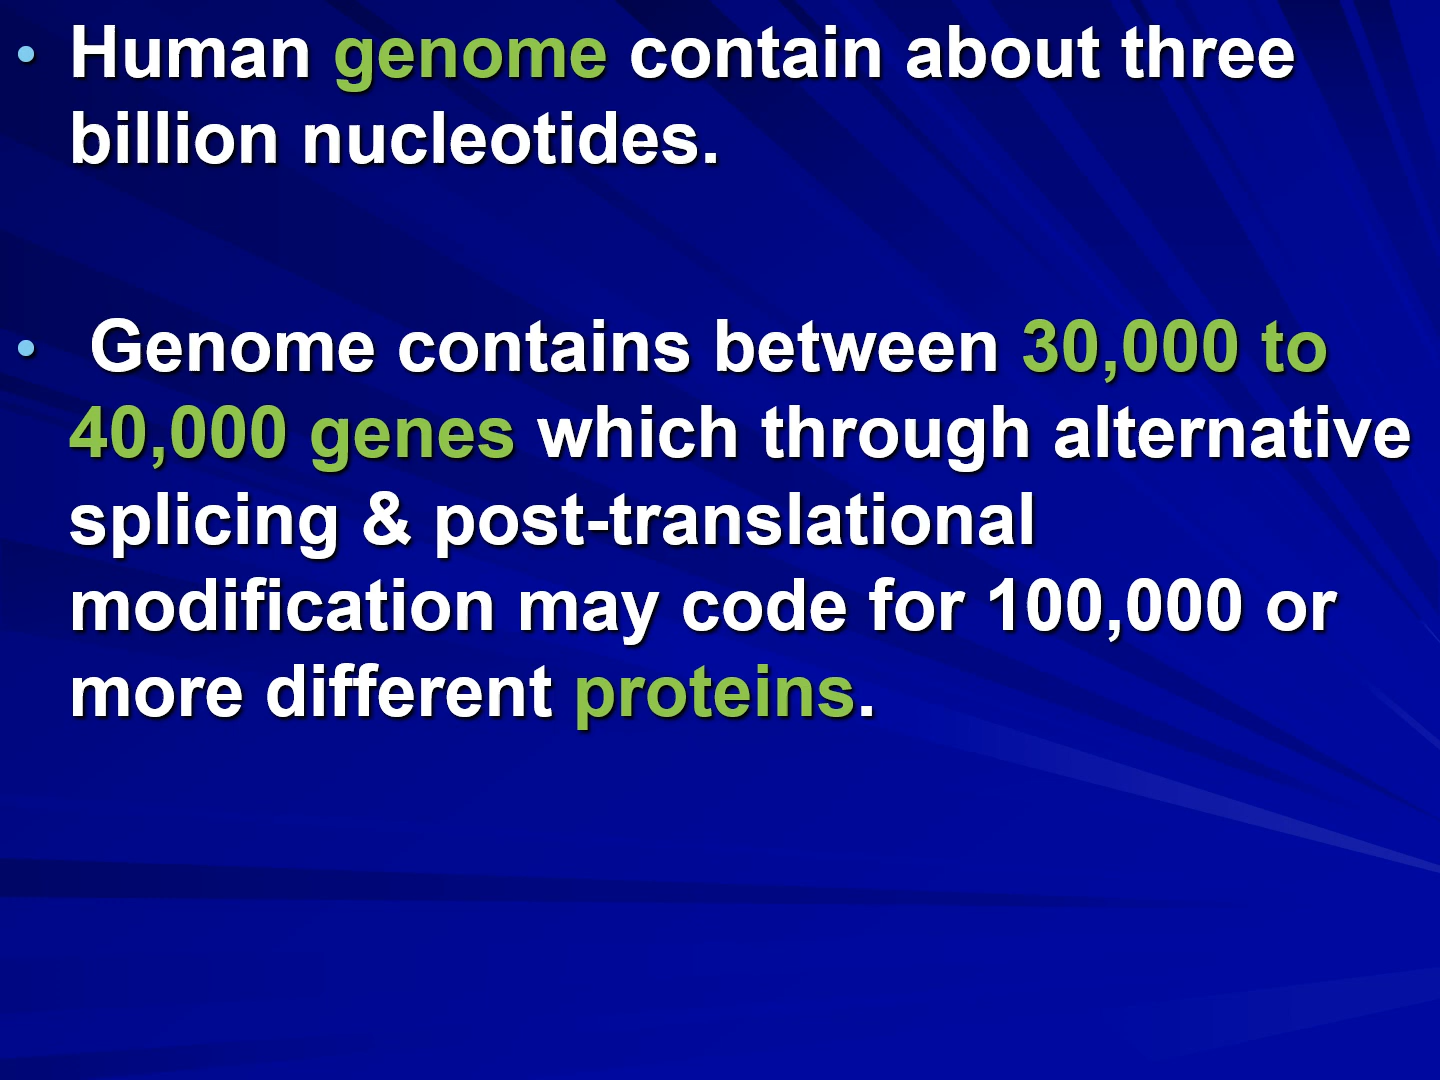 • Human genome contain about three
billion nucleotides.
• Genome contains between 30,000 to
40,000 genes which through alternative
splicing & post-translational
modification may code for 100,000 or
more different proteins.